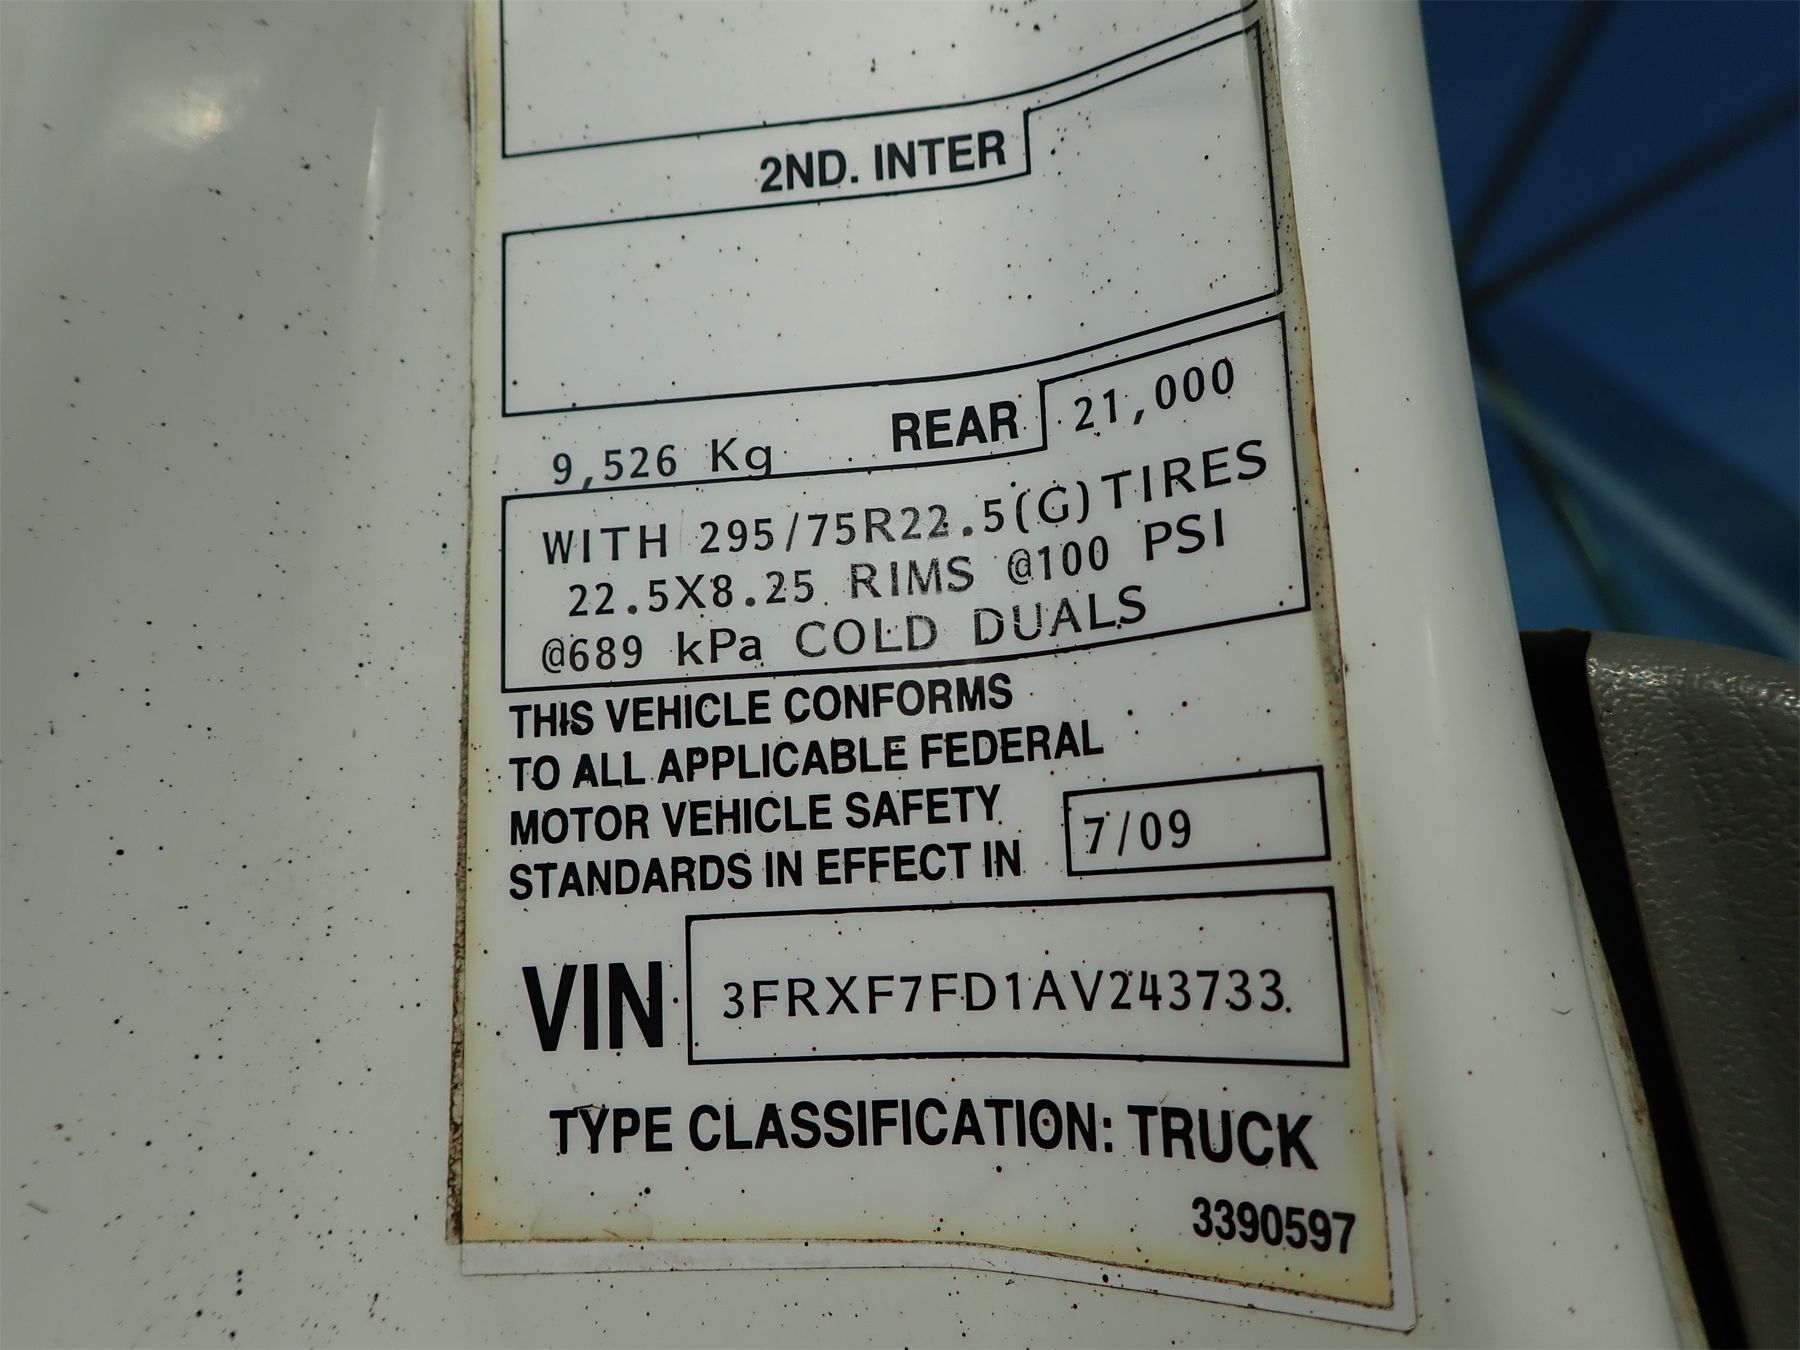 2ND. INTER
9,526 Kg REAR 21,000
WITH 295/75R22.5(G)TIRES
22.5X8.25 RIMS @100 PSI
@689 kPa COLD DUALS
THIS VEHICLE CONFORMS
TO ALL APPLICABLE FEDERAL
MOTOR VEHICLE SAFETY
STANDARDS IN EFFECT IN 7/09
VIN 3FRXF7FD1AV243733
TYPE CLASSIFICATION: TRUCK
3390597